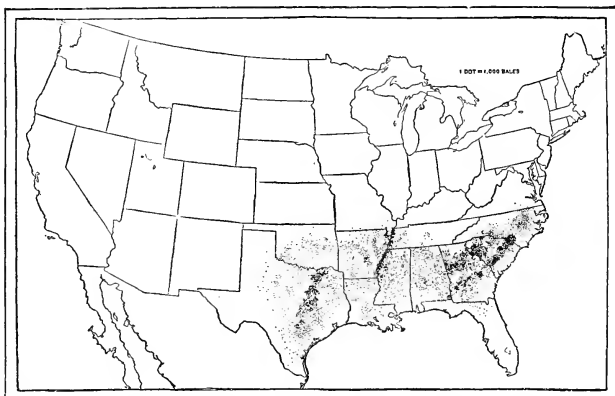 1 DOT = 1,000 BALES